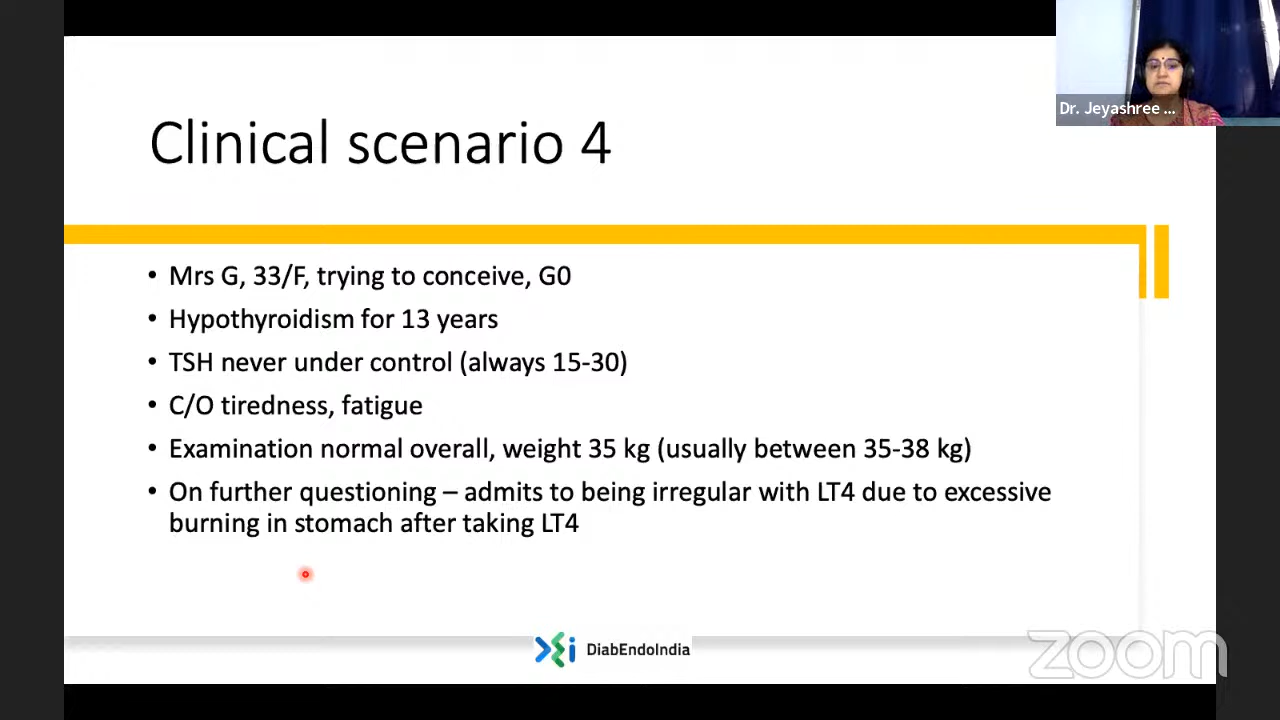 Dr. Jeyashree ...
Clinical scenario 4
• Mrs G, 33/F, trying to conceive, G0
• Hypothyroidism for 13 years
• TSH never under control (always 15-30)
• C/O tiredness, fatigue
• Examination normal overall, weight 35 kg (usually between 35-38 kg)
• On further questioning – admits to being irregular with LT4 due to excessive
burning in stomach after taking LT4
DiabEndoIndia
zoom